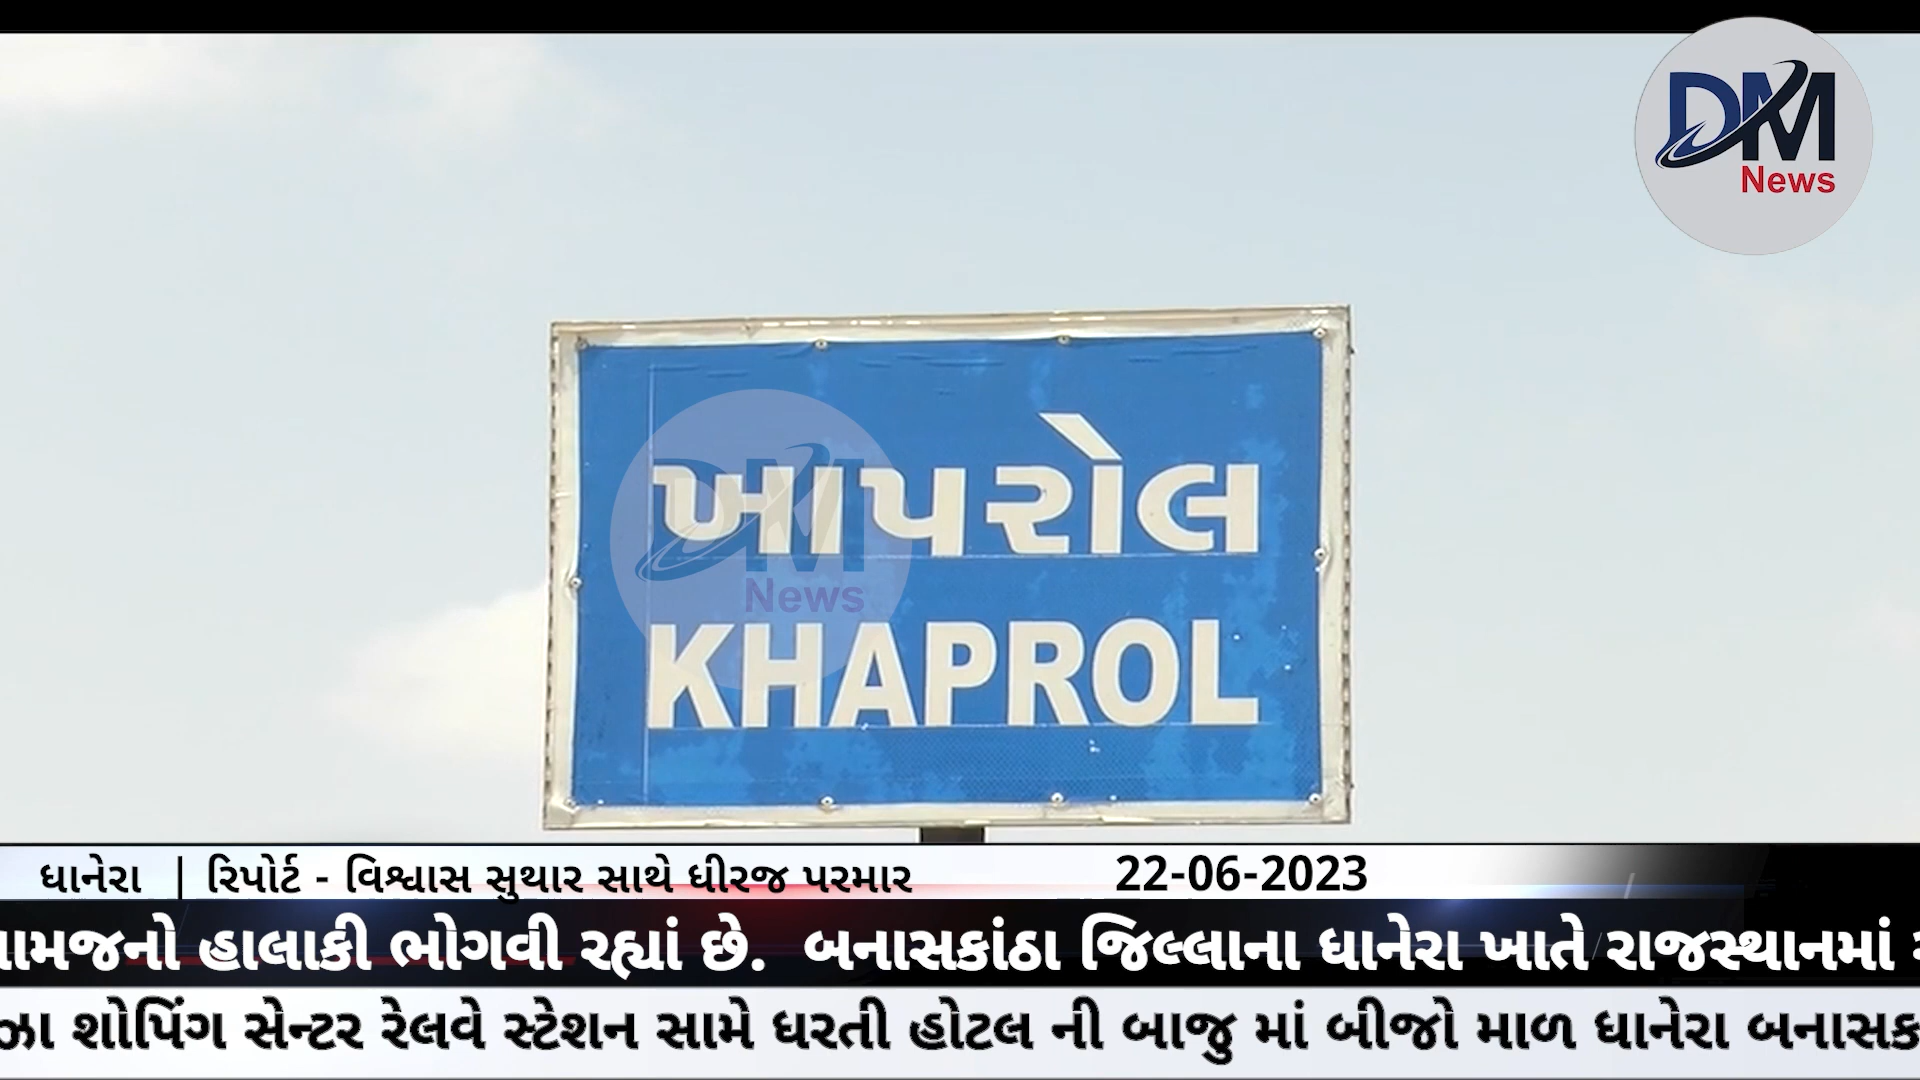 DM
News
ખાપરોલ
DM
News
KHAPROL
ધાનેરા | રિપોર્ટ - વિશ્વાસ સુથાર સાથે ધીરજ પરમાર 22-06-2023
હાલાકી ભોગવી રહ્યાં છે. બનાસકાંઠા જિલ્લાના ધાનેરા ખાતે રાજસ્થાનમાં
શોપિંગ સેન્ટર રેલવે સ્ટેશન સામે ધરતી હોટલ ની બાજુ માં બીજો માળ ધાનેરા